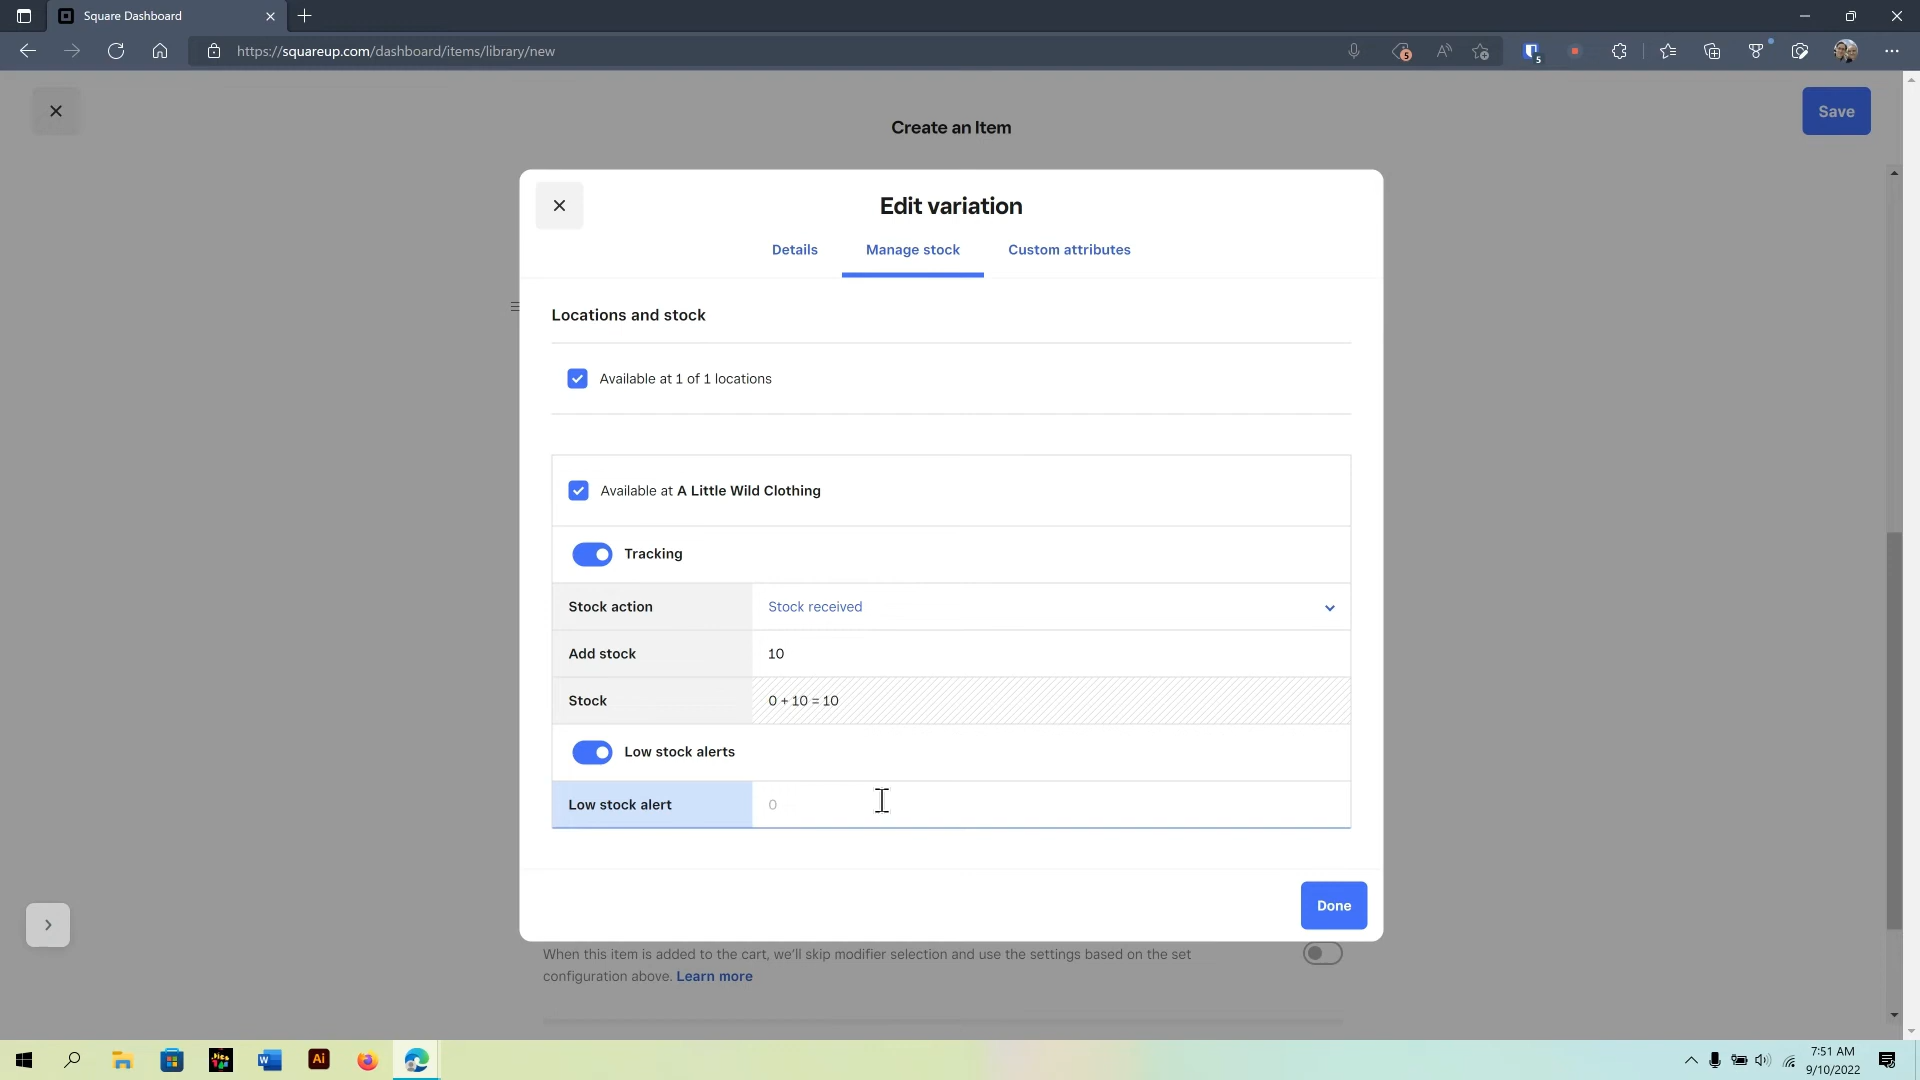 Square Dashboard
https://squareup.com/dashboard/items/library/new
5
5
Create an Item
Save
Edit variation
Details
Manage stock
Custom attributes
Locations and stock
Available at 1 of 1 locations
Available at A Little Wild Clothing
Tracking
Stock action
Stock received
Add stock
10
Stock
0 + 10 = 10
Low stock alerts
Low stock alert
0
Done
When this item is added to the cart, we'll skip modifier selection and use the settings based on the set
configuration above. Learn more
W
Ai
7:51 AM
9/10/2022